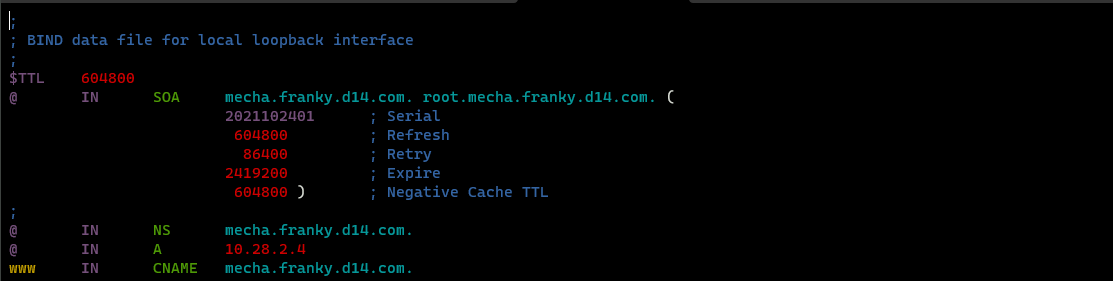 ;
; BIND data file for local loopback interface
;
$TTL    604800
@       IN      SOA     mecha.franky.d14.com. root.mecha.franky.d14.com. (
                        2021102401      ; Serial
                         604800         ; Refresh
                          86400         ; Retry
                        2419200         ; Expire
                         604800 )       ; Negative Cache TTL
;
@       IN      NS      mecha.franky.d14.com.
@       IN      A       10.28.2.4
www     IN      CNAME   mecha.franky.d14.com.